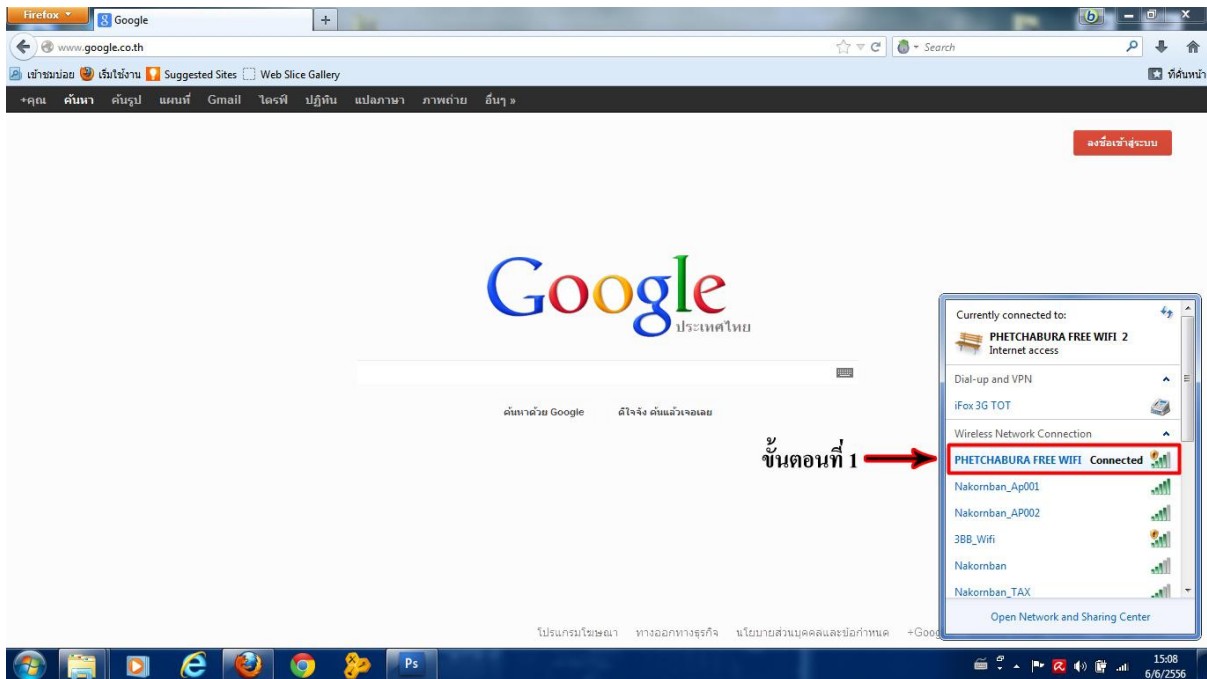 Firefox
Google
www.google.co.th
Search
เข้าชมบ่อย เริ่มใช้งาน Suggested Sites Web Slice Gallery
ที่คั่นหน้า
+คุณ ค้นหา ค้นรูป แผนที่ Gmail ไดรฟ์ ปฏิทิน แปลภาษา ภาพถ่าย อื่นๆ »
ลงชื่อเข้าสู่ระบบ
Google
ประเทศไทย
ค้นหาด้วย Google ดีใจจัง ค้นแล้วเจอเลย
ขั้นตอนที่ 1
Currently connected to:
PHETCHABURA FREE WIFI 2
Internet access
Dial-up and VPN
iFox 3G TOT
Wireless Network Connection
PHETCHABURA FREE WIFI Connected
Nakornban_Ap001
Nakornban_AP002
3BB_Wifi
Nakornban
Nakornban_TAX
Open Network and Sharing Center
โปรแกรมโฆษณา ทางออกทางธุรกิจ นโยบายส่วนบุคคลและข้อกำหนด +Goog
Ps
15:08
6/6/2556